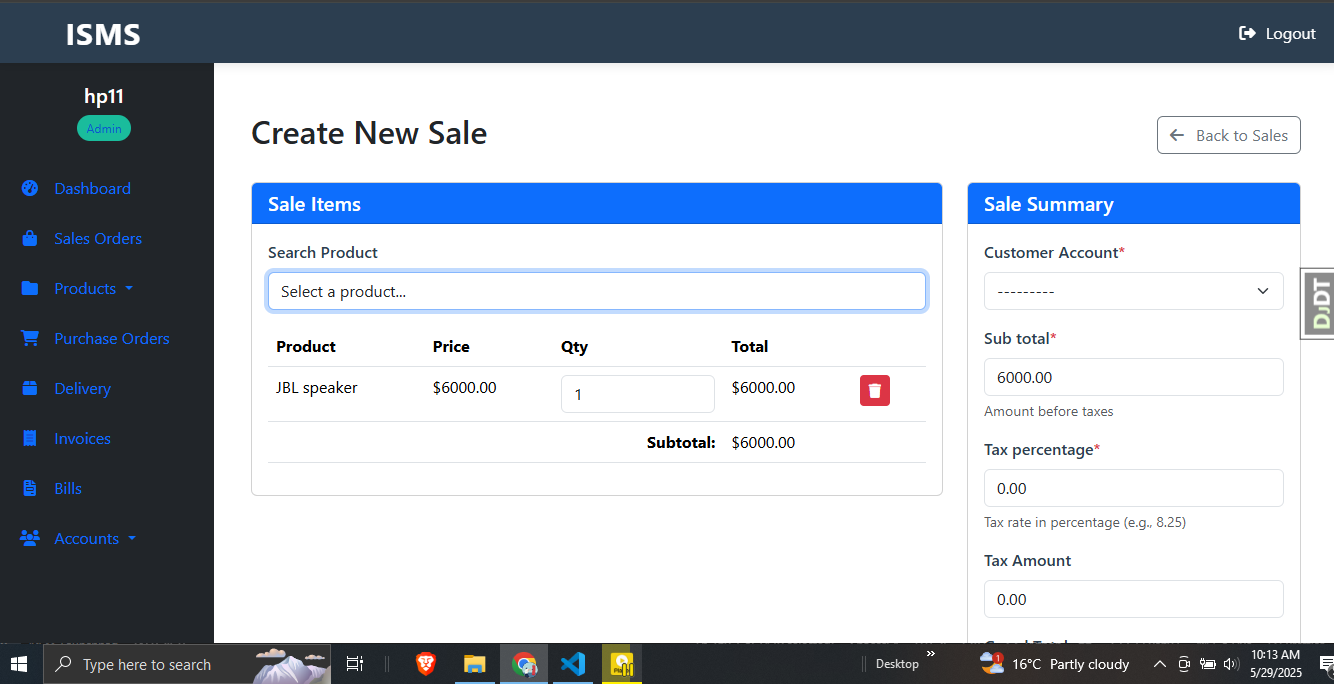 ISMS
Logout
hp11
Admin
Dashboard
Sales Orders
Products
Purchase Orders
Delivery
Invoices
Bills
Accounts
Create New Sale
Back to Sales
Sale Items
Search Product
Select a product...
Product Price Qty Total
JBL speaker $6000.00 1 $6000.00
Subtotal: $6000.00
Sale Summary
Customer Account*
---------
Sub total*
6000.00
Amount before taxes
Tax percentage*
0.00
Tax rate in percentage (e.g., 8.25)
Tax Amount
0.00
DJDT
Type here to search
Desktop
1
16°C Partly cloudy
10:13 AM
5/29/2025